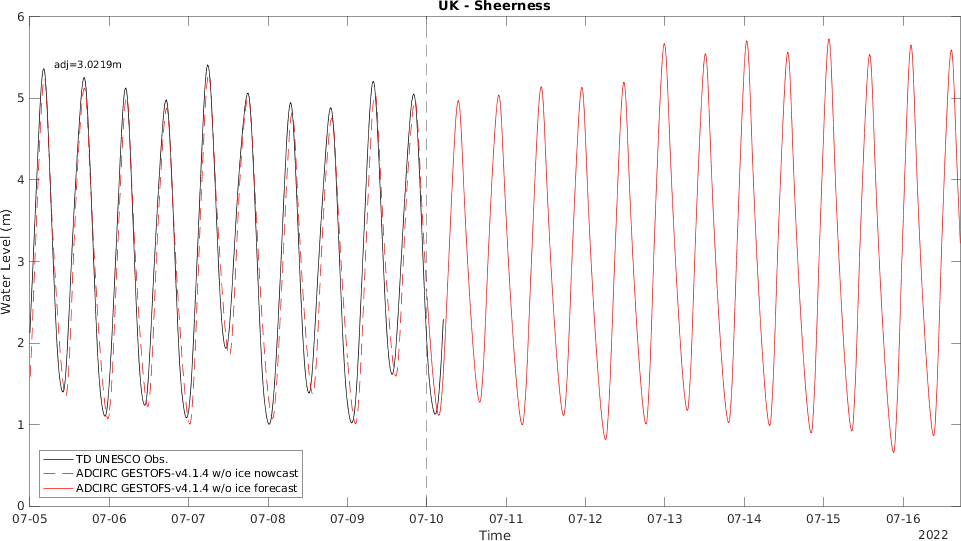 UK - Sheerness
adj=3.0219m
6
5
4
3
2
1
0
Water Level (m)
TD UNESCO Obs.
ADCIRC GESTOFS-v4.1.4 w/o ice nowcast
ADCIRC GESTOFS-v4.1.4 w/o ice forecast
07-05 07-06 07-07 07-08 07-09 07-10 07-11 07-12 07-13 07-14 07-15 07-16
Time
2022